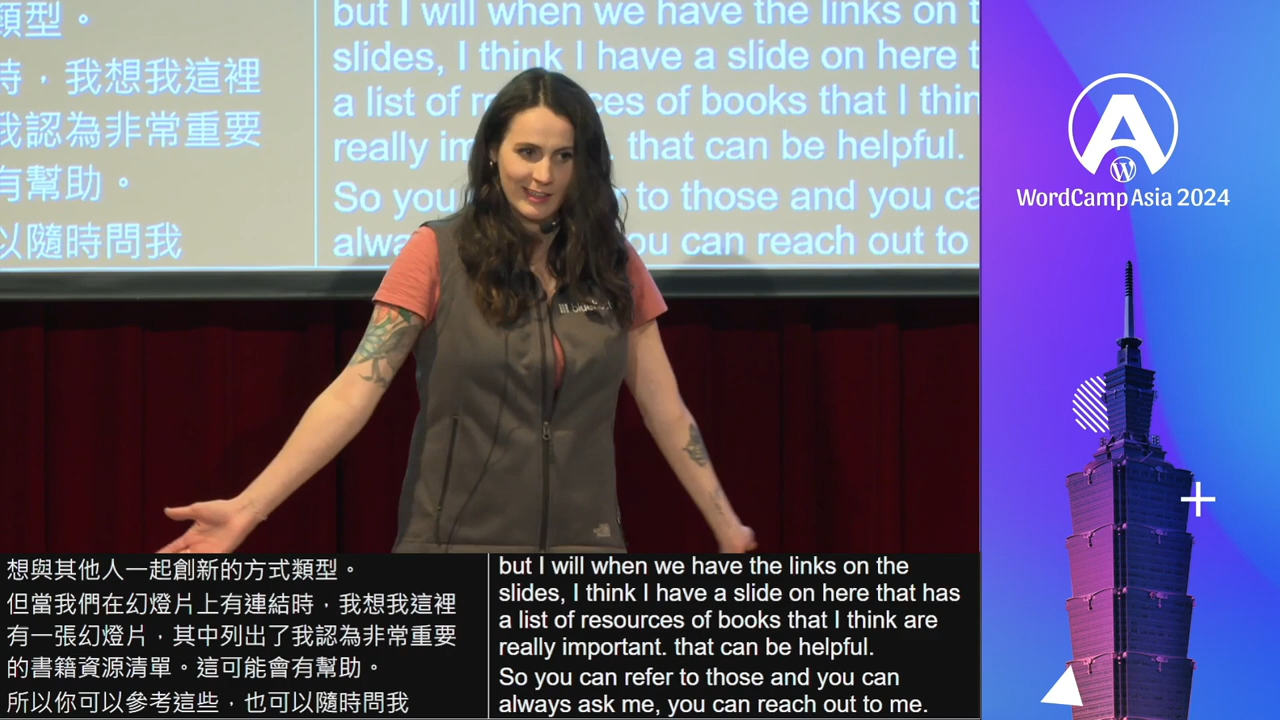 類型。
時，我想我這裡
我認為非常重要
有幫助。
以隨時問我
but I will when we have the links on t
slides, I think I have a slide on here t
a list of resources of books that I thin
really im . that can be helpful.
So you refer to those and you ca
alwa ou can reach out to
WordCamp Asia 2024
想與其他人一起創新的方式類型。
但當我們在幻燈片上有連結時，我想我這裡
有一張幻燈片，其中列出了我認為非常重要
的書籍資源清單。這可能會有幫助。
所以你可以參考這些，也可以隨時問我
but I will when we have the links on the
slides, I think I have a slide on here that has
a list of resources of books that I think are
really important. that can be helpful.
So you can refer to those and you can
always ask me, you can reach out to me.